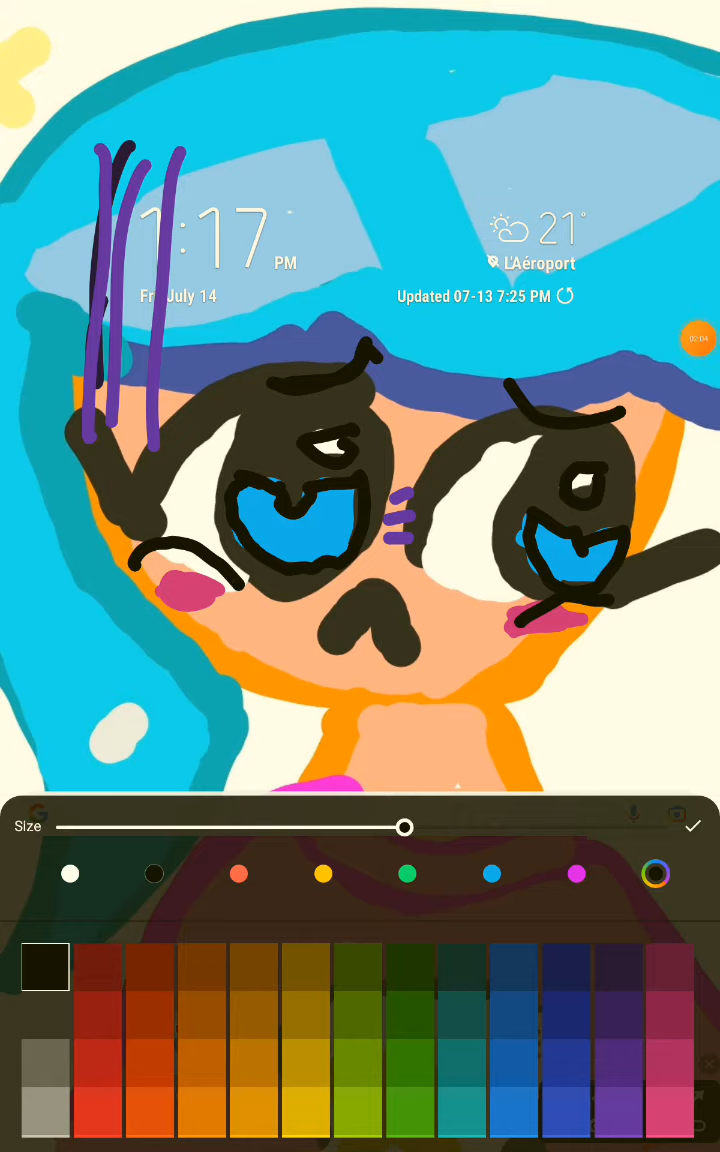 1:17 PM
21°
L'Aéroport
Fri, July 14
Updated 07-13 7:25 PM
02:04
Size